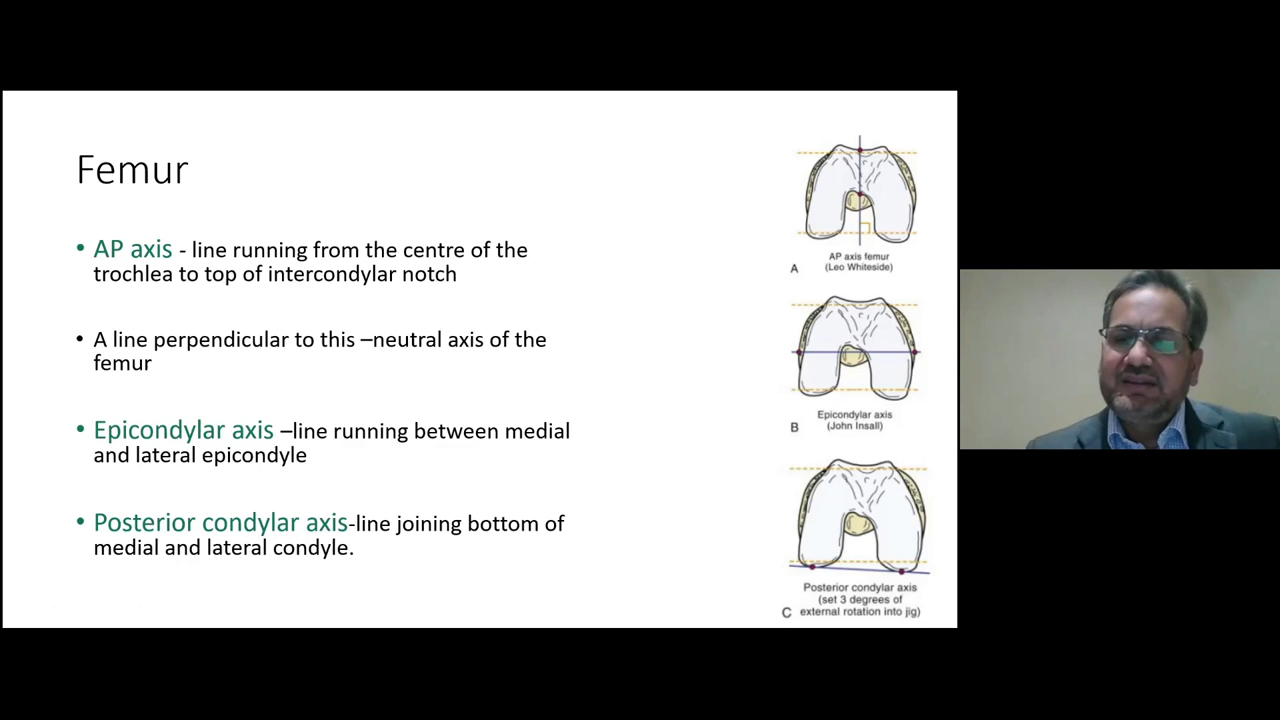 Femur
• AP axis - line running from the centre of the
trochlea to top of intercondylar notch
• A line perpendicular to this –neutral axis of the
femur
• Epicondylar axis –line running between medial
and lateral epicondyle
• Posterior condylar axis-line joining bottom of
medial and lateral condyle.
A
AP axis femur
(Leo Whiteside)
B
Epicondylar axis
(John Insall)
C
Posterior condylar axis
(set 3 degrees of
external rotation into jig)